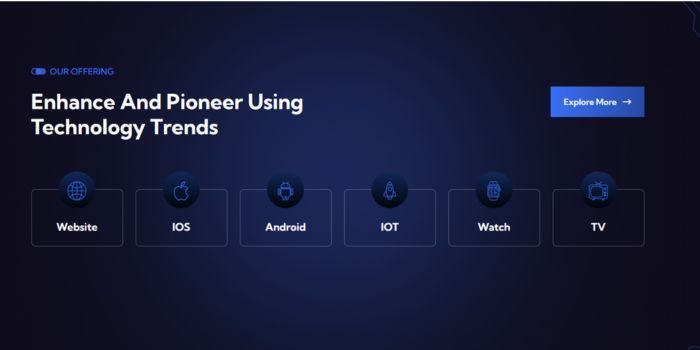 OUR OFFERING
Enhance And Pioneer Using
Technology Trends
Explore More
Website
IOS
Android
IOT
Watch
TV